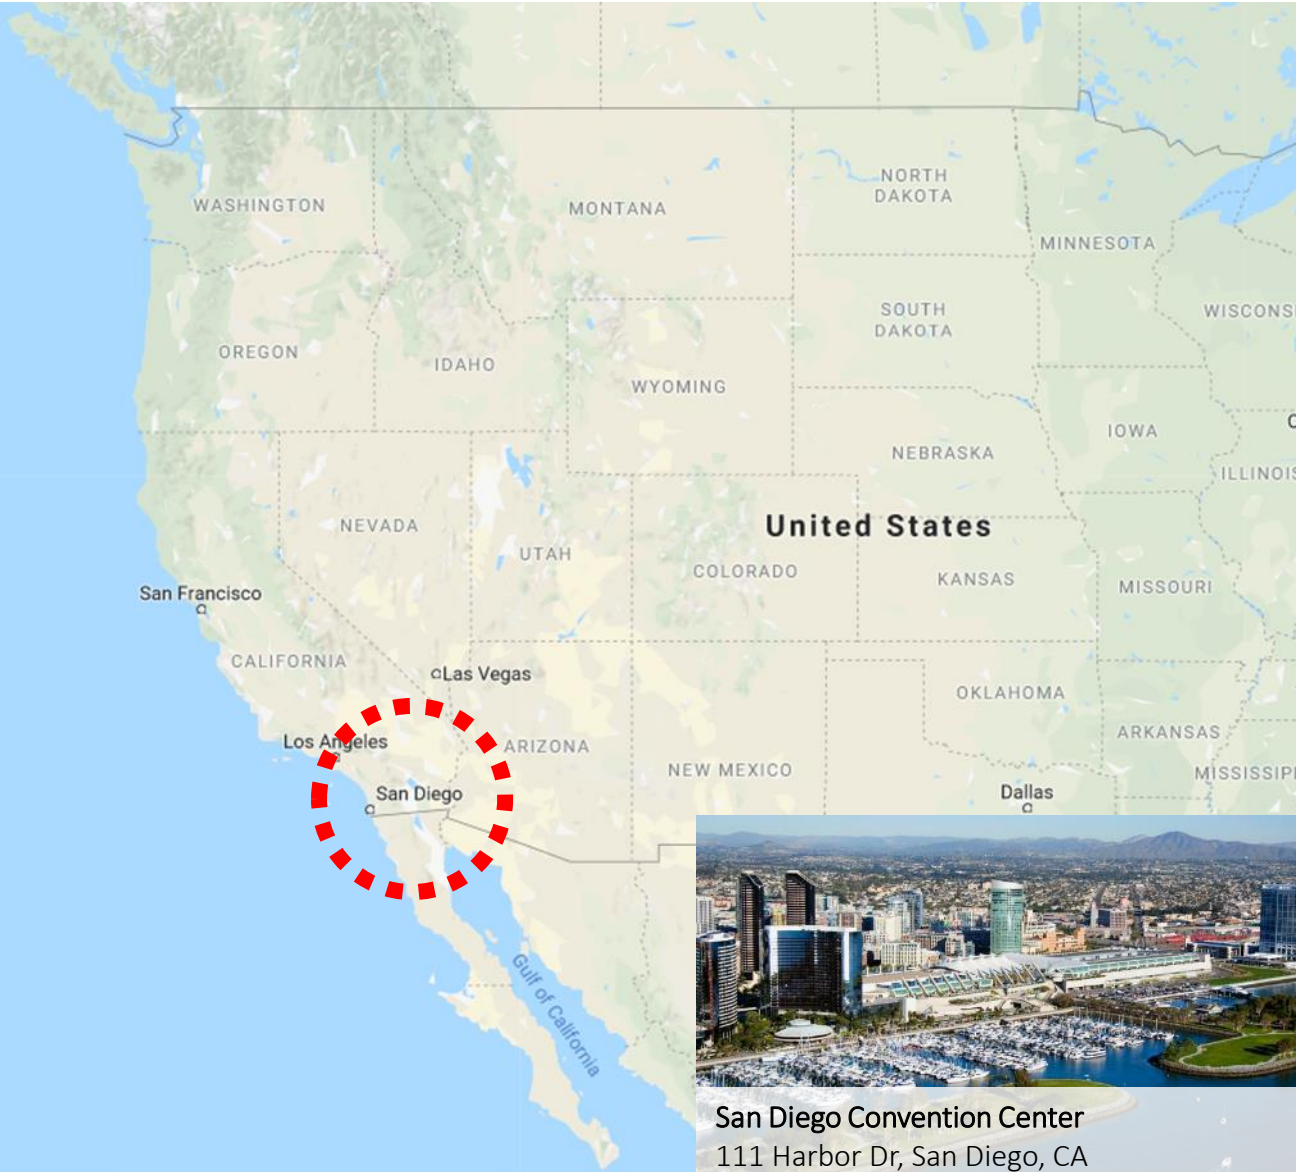 NORTH
DAKOTA
WASHINGTON
MONTANA
MINNESOTA
SOUTH
DAKOTA
WISCONSI
OREGON
IDAHO
WYOMING
IOWA
NEBRASKA
ILLINOIS
NEVADA
United States
UTAH
COLORADO
KANSAS
MISSOURI
San Francisco
CALIFORNIA
Las Vegas
OKLAHOMA
ARKANSAS
Los Angeles
ARIZONA
NEW MEXICO
MISSISSIPI
San Diego
Dallas
Gulf of California
San Diego Convention Center
111 Harbor Dr, San Diego, CA